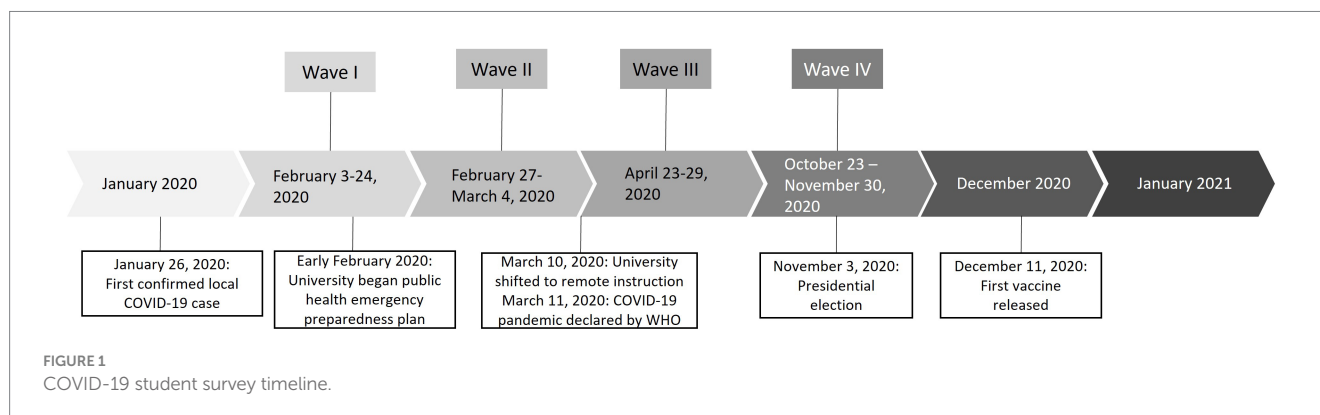 Wave I
Wave II
Wave III
Wave IV
January 2020
February 3-24,
2020
February 27-
March 4, 2020
April 23-29,
2020
October 23 –
November 30,
2020
December 2020
January 2021
January 26, 2020:
First confirmed local
COVID-19 case
Early February 2020:
University began public
health emergency
preparedness plan
March 10, 2020: University
shifted to remote instruction
March 11, 2020: COVID-19
pandemic declared by WHO
November 3, 2020:
Presidential
election
December 11, 2020:
First vaccine
released
FIGURE 1
COVID-19 student survey timeline.